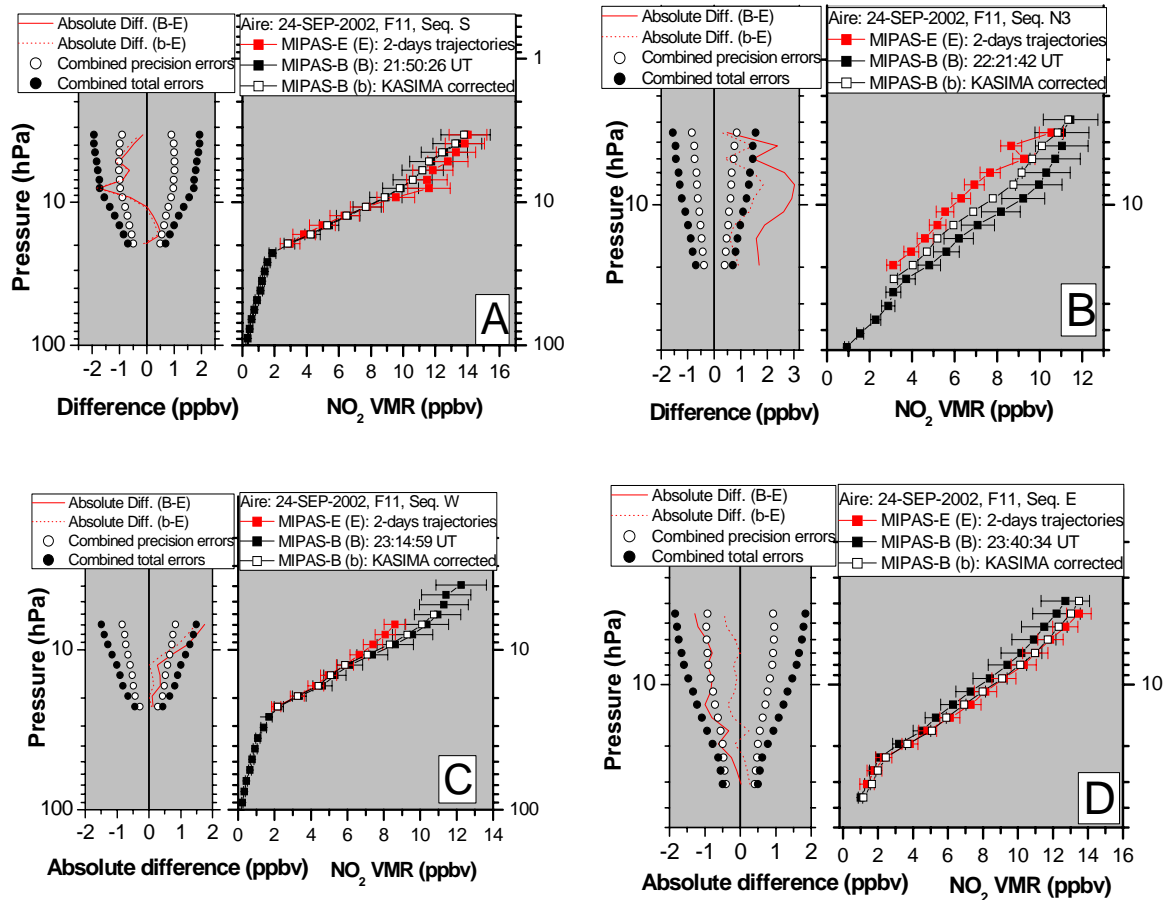 Absolute Diff. (B-E)
Absolute Diff. (b-E)
Combined precision errors
Combined total errors
Aire: 24-SEP-2002, F11, Seq. S
MIPAS-E (E): 2-days trajectories
MIPAS-B (B): 21:50:26 UT
MIPAS-B (b): KASIMA corrected
Pressure (hPa)
10
100
1
10
100
-2 -1 0 1 2
0 2 4 6 8 10 12 14 16
Difference (ppbv)
NO2 VMR (ppbv)
A
Absolute Diff. (B-E)
Absolute Diff. (b-E)
Combined precision errors
Combined total errors
Aire: 24-SEP-2002, F11, Seq. N3
MIPAS-E (E): 2-days trajectories
MIPAS-B (B): 22:21:42 UT
MIPAS-B (b): KASIMA corrected
Pressure (hPa)
10
10
-2 -1 0 1 2 3
0 2 4 6 8 10 12
Difference (ppbv)
NO2 VMR (ppbv)
B
Absolute Diff. (B-E)
Absolute Diff. (b-E)
Combined precision errors
Combined total errors
Aire: 24-SEP-2002, F11, Seq. W
MIPAS-E (E): 2-days trajectories
MIPAS-B (B): 23:14:59 UT
MIPAS-B (b): KASIMA corrected
Pressure (hPa)
10
100
10
100
-2 -1 0 1 2
0 2 4 6 8 10 12 14
Absolute difference (ppbv)
NO2 VMR (ppbv)
C
Absolute Diff. (B-E)
Absolute Diff. (b-E)
Combined precision errors
Combined total errors
Aire: 24-SEP-2002, F11, Seq. E
MIPAS-E (E): 2-days trajectories
MIPAS-B (B): 23:40:34 UT
MIPAS-B (b): KASIMA corrected
Pressure (hPa)
10
10
-2 -1 0 1 2
0 2 4 6 8 10 12 14 16
Absolute difference (ppbv)
NO2 VMR (ppbv)
D